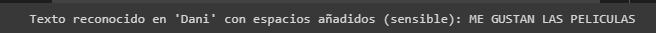 Texto reconocido en 'Dani' con espacios añadidos (sensible): ME GUSTAN LAS PELICULAS